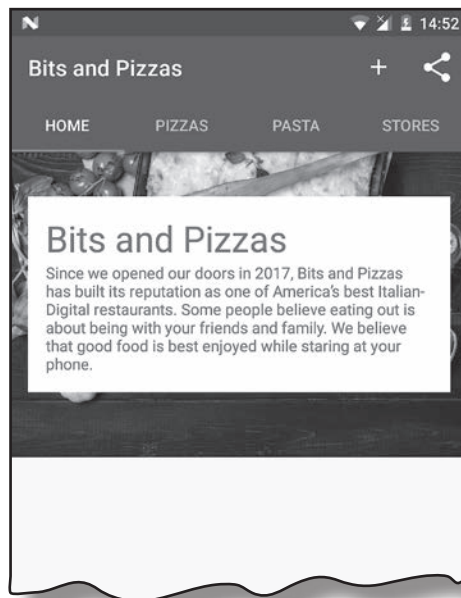 14:52
Bits and Pizzas
HOME PIZZAS PASTA STORES
Bits and Pizzas
Since we opened our doors in 2017, Bits and Pizzas
has built its reputation as one of America's best Italian-
Digital restaurants. Some people believe eating out is
about being with your friends and family. We believe
that good food is best enjoyed while staring at your
phone.